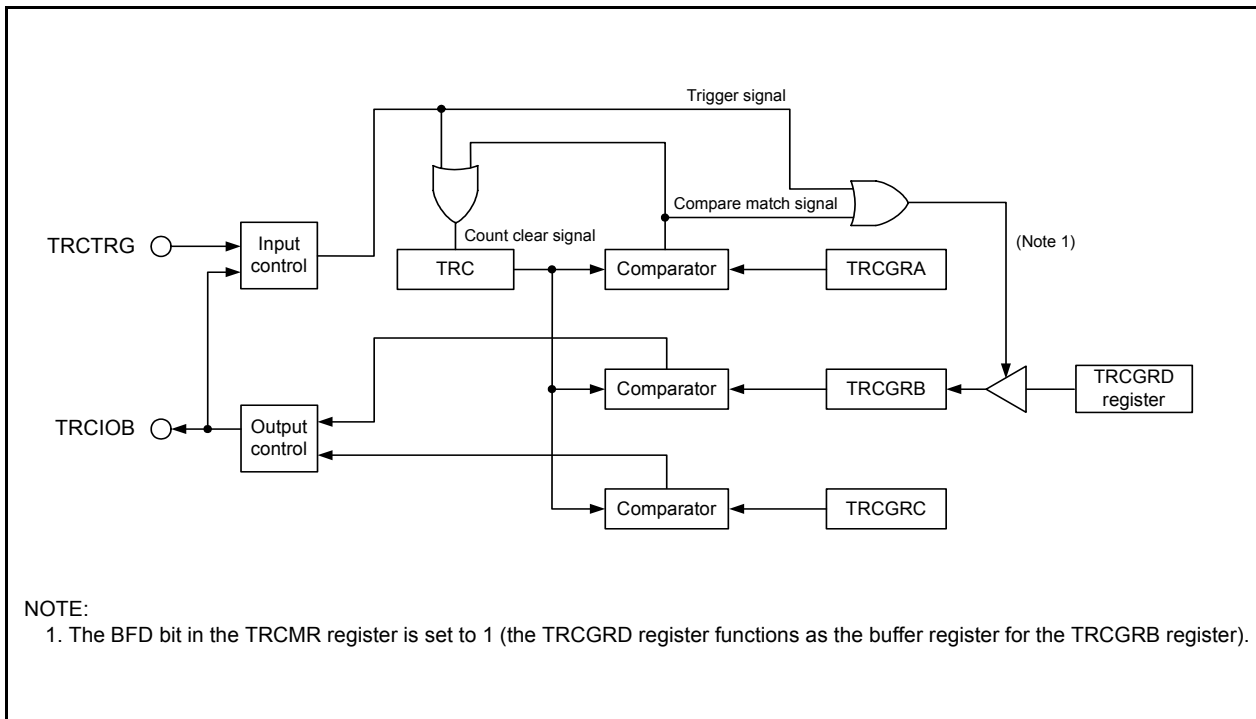 Trigger signal
Compare match signal
Count clear signal
(Note 1)
TRCTRG
Input
control
TRC
Comparator
TRCGRA
Comparator
TRCGRB
TRCGRD
register
TRCIOB
Output
control
Comparator
TRCGRC
NOTE:
1. The BFD bit in the TRCMR register is set to 1 (the TRCGRD register functions as the buffer register for the TRCGRB register).